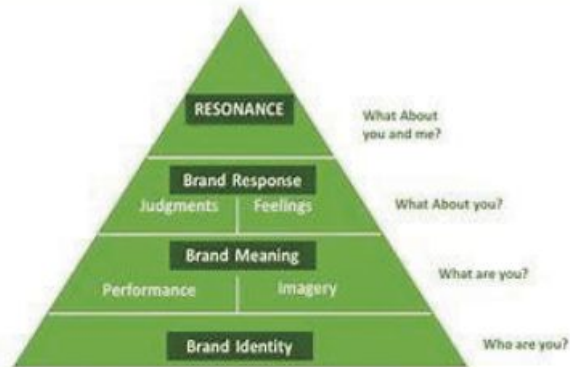 RESONANCE
What About
you and me?
Brand Response
Judgments Feelings
What About you?
Brand Meaning
What are you?
Performance Imagery
Brand Identity
Who are you?